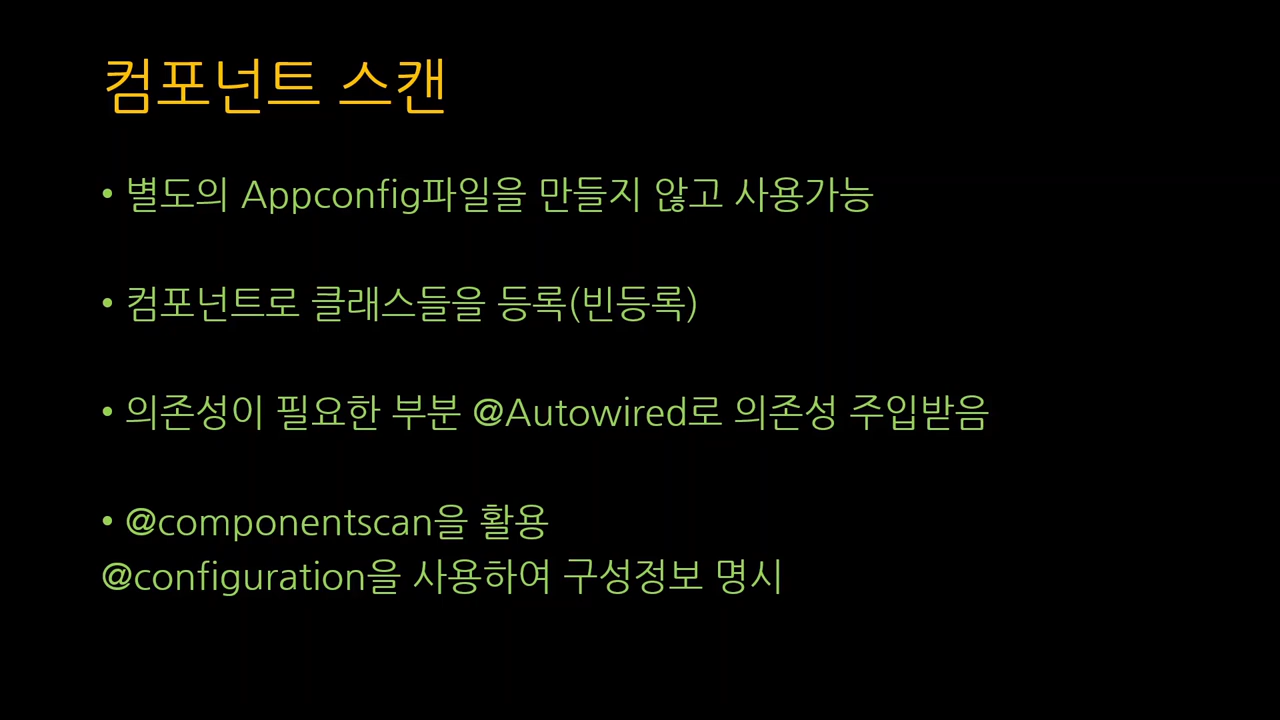 컴포넌트 스캔
• 별도의 Appconfig파일을 만들지 않고 사용가능
• 컴포넌트로 클래스들을 등록(빈등록)
• 의존성이 필요한 부분 @Autowired로 의존성 주입받음
• @componentscan을 활용
@configuration을 사용하여 구성정보 명시